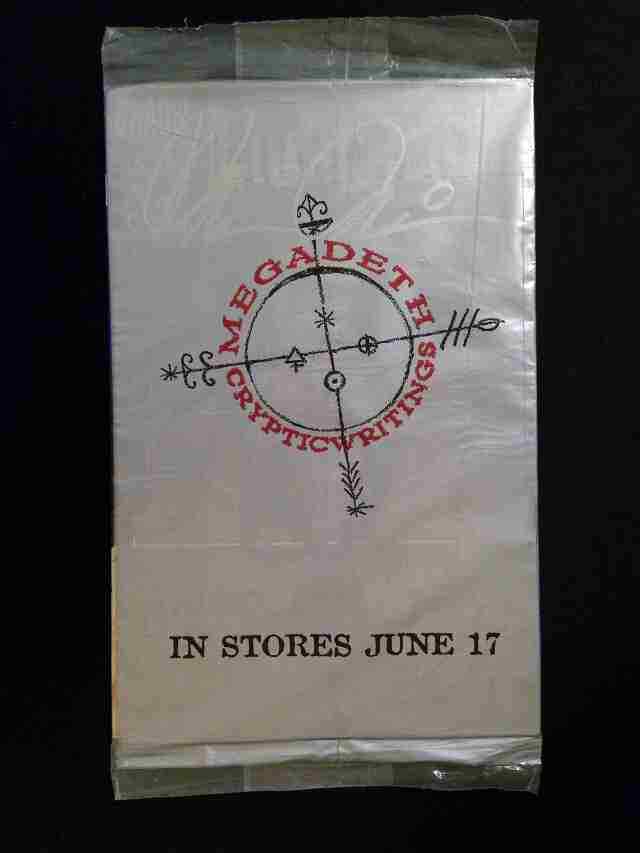 MEGADETH
CRYPTICWRITINGS
IN STORES JUNE 17